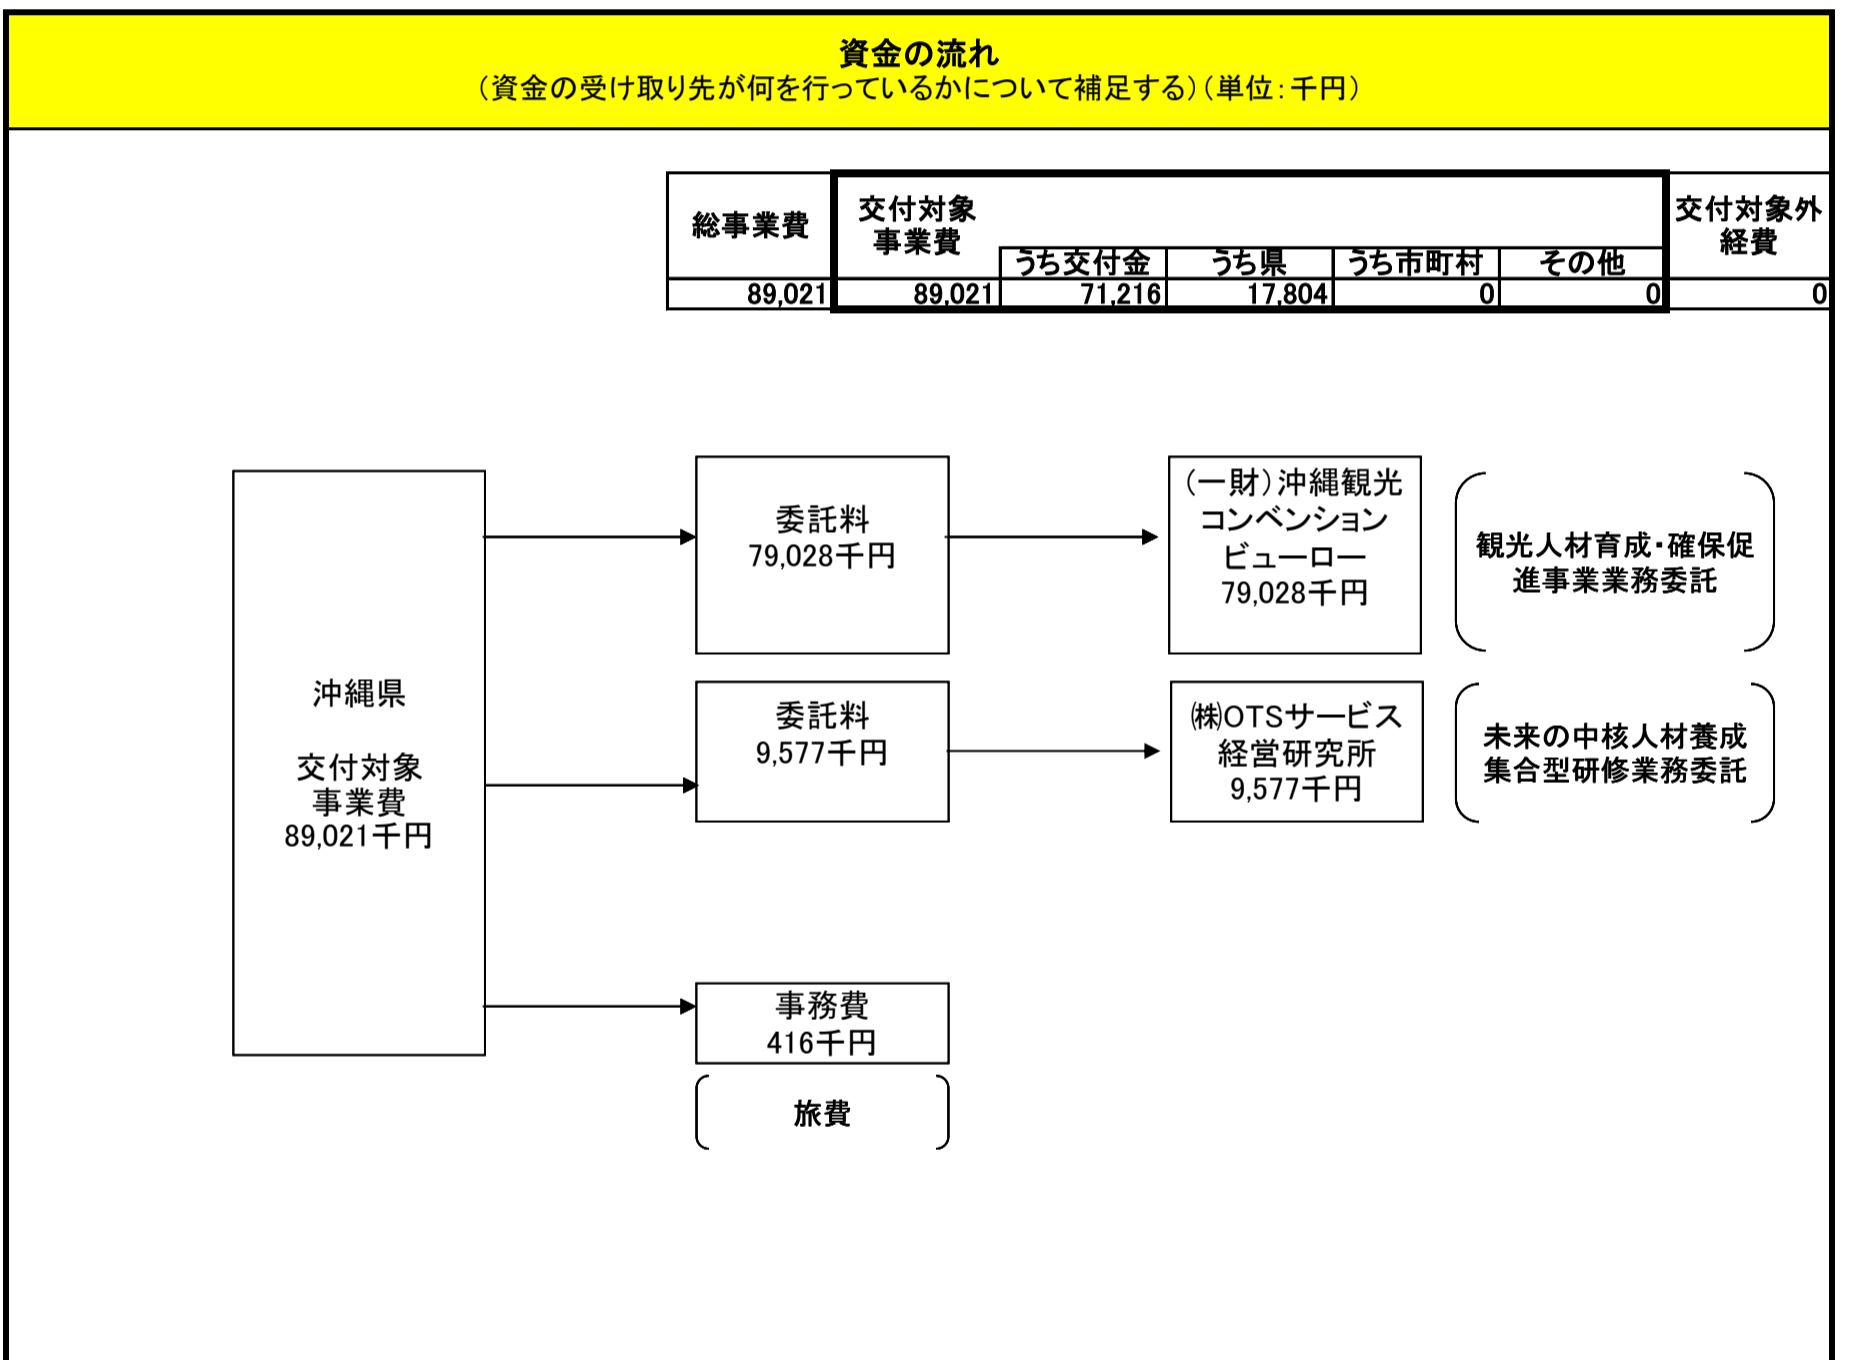 資金の流れ
（資金の受け取り先が何を行っているかについて補足する）（単位：千円）
総事業費
交付対象
事業費
うち交付金
うち県
うち市町村
その他
交付対象外
経費
89,021
89,021
71,216
17,804
0
0
0
沖縄県
交付対象
事業費
89,021千円
委託料
79,028千円
（一財）沖縄観光
コンベンション
ビューロー
79,028千円
観光人材育成・確保促
進事業業務委託
委託料
9,577千円
㈱OTSサービス
経営研究所
9,577千円
未来の中核人材養成
集合型研修業務委託
事務費
416千円
旅費